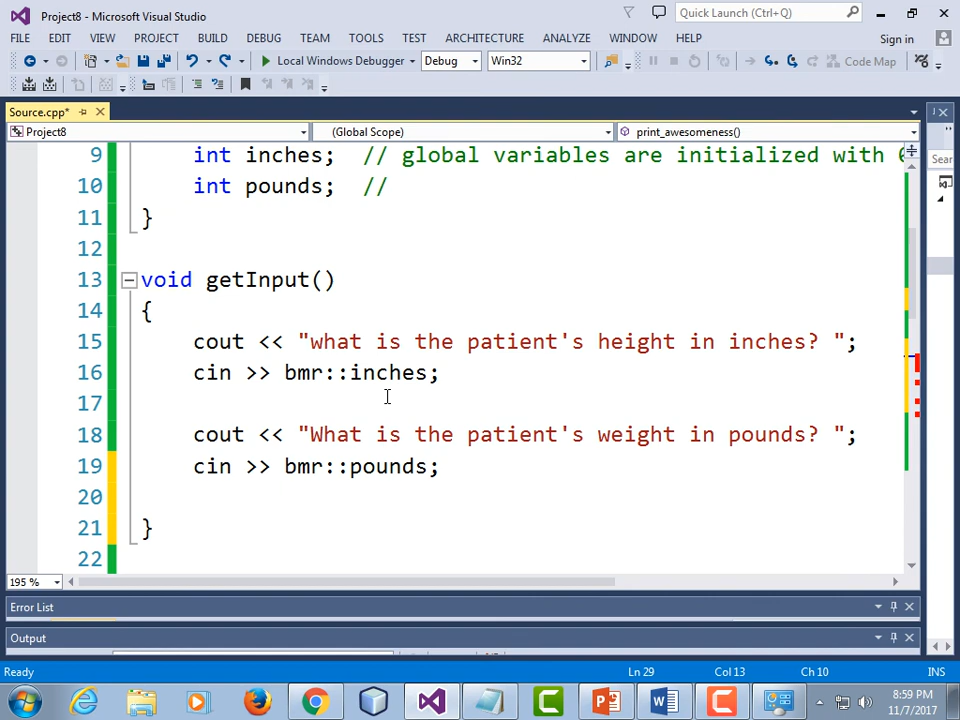 Project8 - Microsoft Visual Studio
Quick Launch (Ctrl+Q)
FILE EDIT VIEW PROJECT BUILD DEBUG TEAM TOOLS TEST ARCHITECTURE ANALYZE WINDOW HELP
Sign in
Local Windows Debugger Debug Win32 Code Map
Source.cpp*
Project8 (Global Scope) print_awesomeness()
Sear
9 int inches; // global variables are initialized with 0
10 int pounds; //
11 }
12
13 void getInput()
14 {
15 cout << "what is the patient's height in inches? ";
16 cin >> bmr::inches;
17
18 cout << "What is the patient's weight in pounds? ";
19 cin >> bmr::pounds;
20
21 }
22
195 %
Error List
Output
Ready Ln 29 Col 13 Ch 10 INS
8:59 PM
11/7/2017